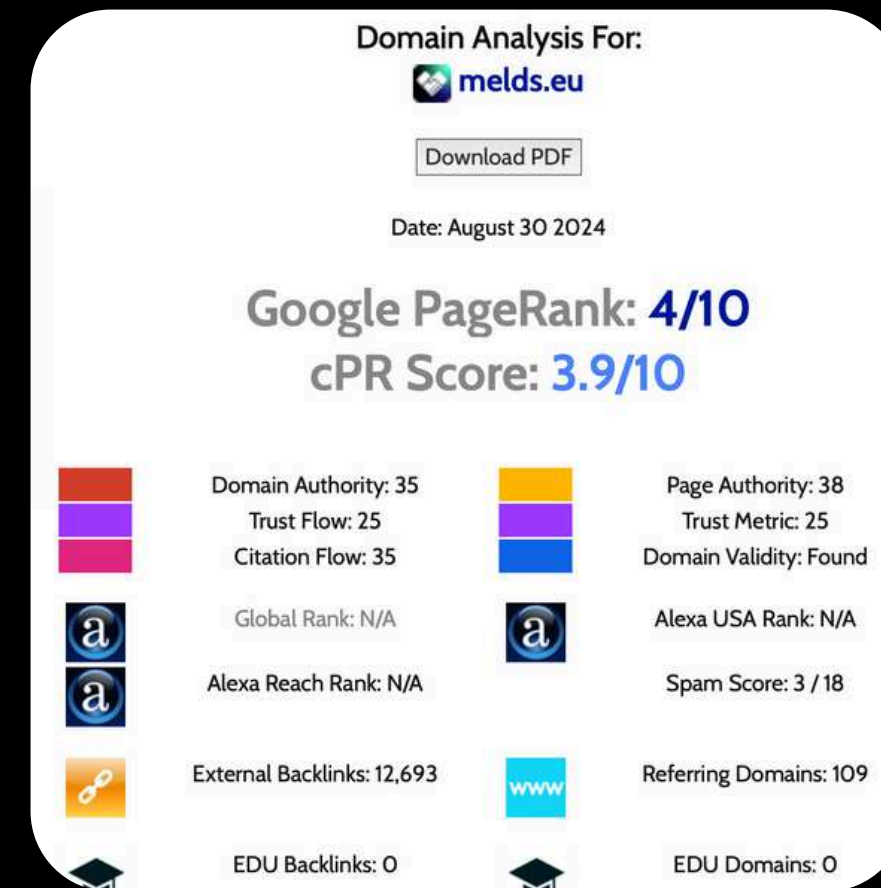 Domain Analysis For:
melds.eu
Download PDF
Date: August 30 2024
Google PageRank: 4/10
cPR Score: 3.9/10
Domain Authority: 35
Page Authority: 38
Trust Flow: 25
Trust Metric: 25
Citation Flow: 35
Domain Validity: Found
a
Global Rank: N/A
a
Alexa USA Rank: N/A
a
Alexa Reach Rank: N/A
Spam Score: 3 / 18
External Backlinks: 12,693
www
Referring Domains: 109
EDU Backlinks: 0
EDU Domains: 0